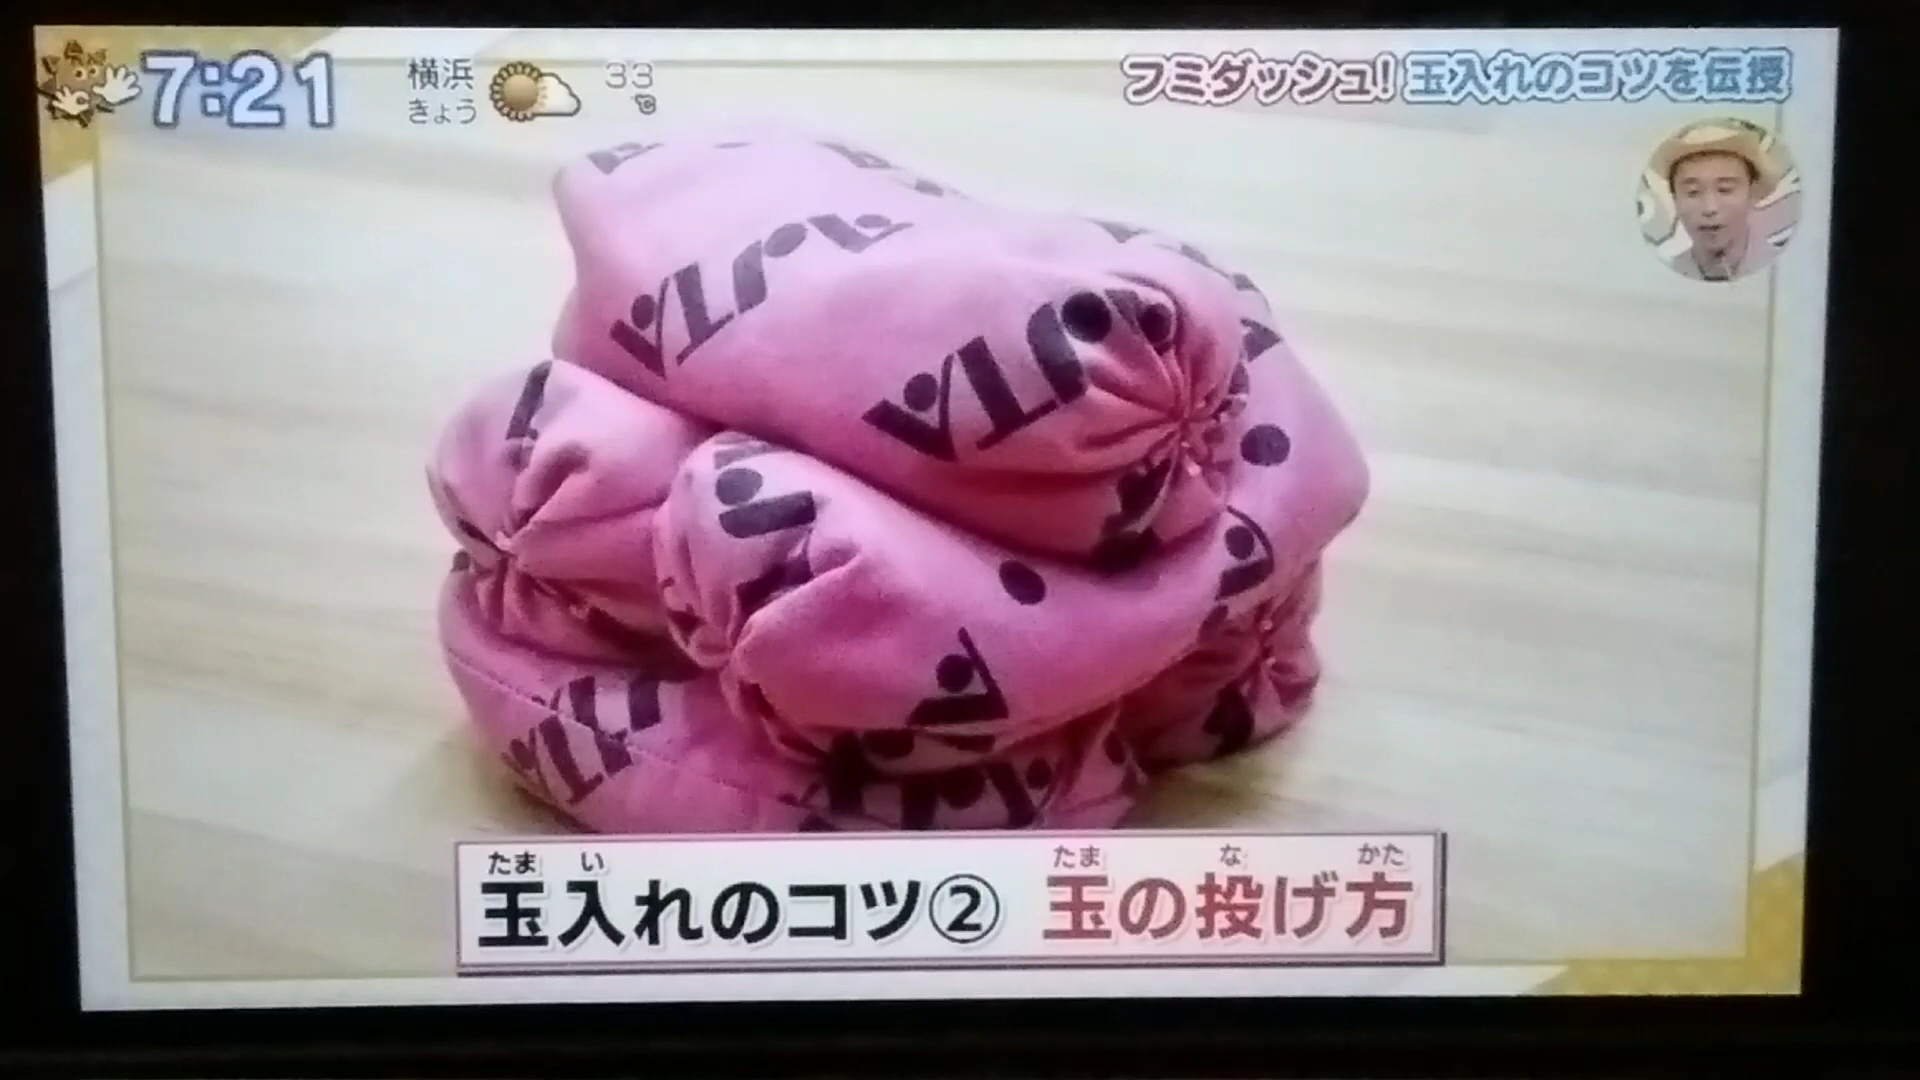 7:21
横浜
きょう
33
℃
フミダッシュ!玉入れのコツを伝授
たま い
玉入れのコツ②
たま な かた
玉の投げ方